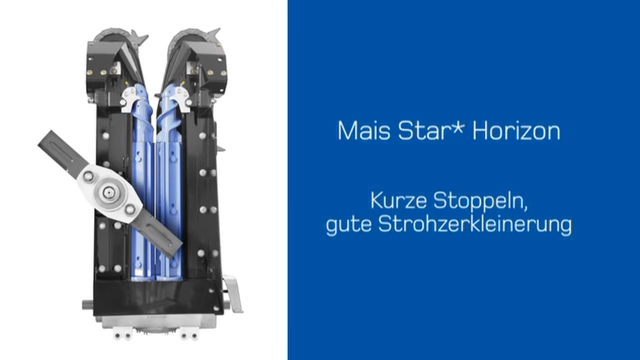 Mais Star* Horizon
Kurze Stoppeln,
gute Strohzerkleinerung